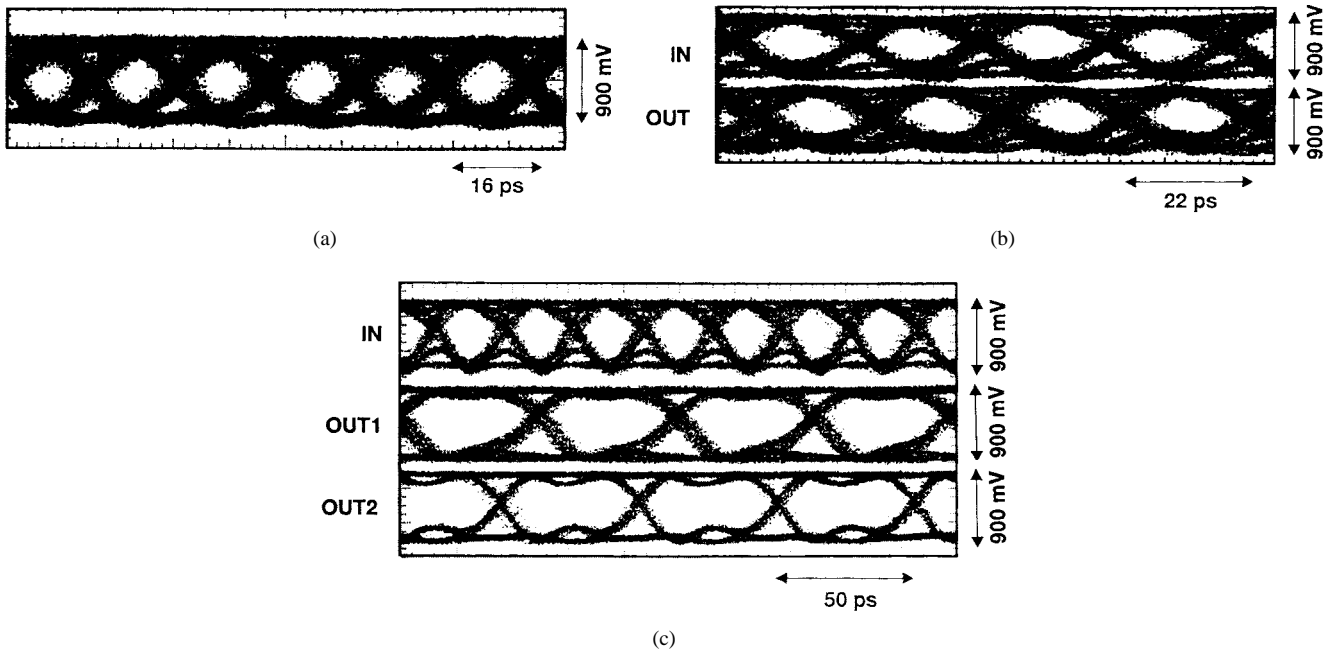 900 mV
16 ps
(a)
IN
OUT
900 mV
900 mV
22 ps
(b)
IN
OUT1
OUT2
900 mV
900 mV
900 mV
50 ps
(c)